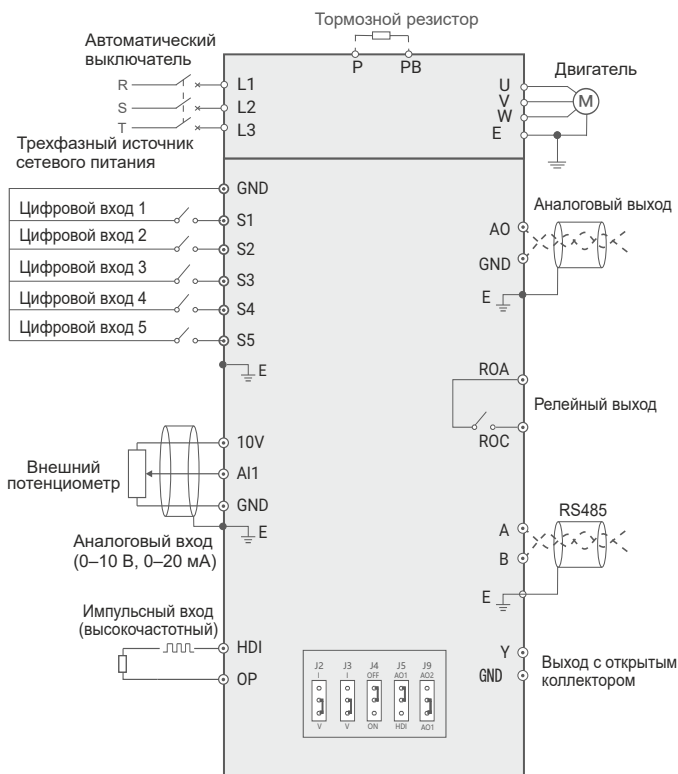 Тормозной резистор
Автоматический
выключатель
P PB
Двигатель
R L1
S L2
T L3
U
V
W
E
M
Трехфазный источник
сетевого питания
GND
Цифровой вход 1
S1
Цифровой вход 2
S2
Цифровой вход 3
S3
Цифровой вход 4
S4
Цифровой вход 5
S5
E
Аналоговый выход
AO
GND
E
ROA
Релейный выход
ROC
10V
Внешний
потенциометр
AI1
GND
E
Аналоговый вход
(0–10 В, 0–20 мА)
RS485
A
B
E
Импульсный вход
(высокочастотный)
HDI
OP
Y
GND
Выход с открытым
коллектором
J2 J3 J4 J5 J9
I I OFF AO1 AO2
V V ON HDI AO1